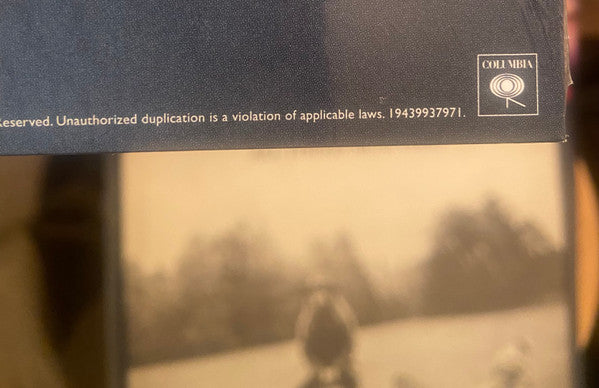 COLUMBIA
Reserved. Unauthorized duplication is a violation of applicable laws. 19439937971.